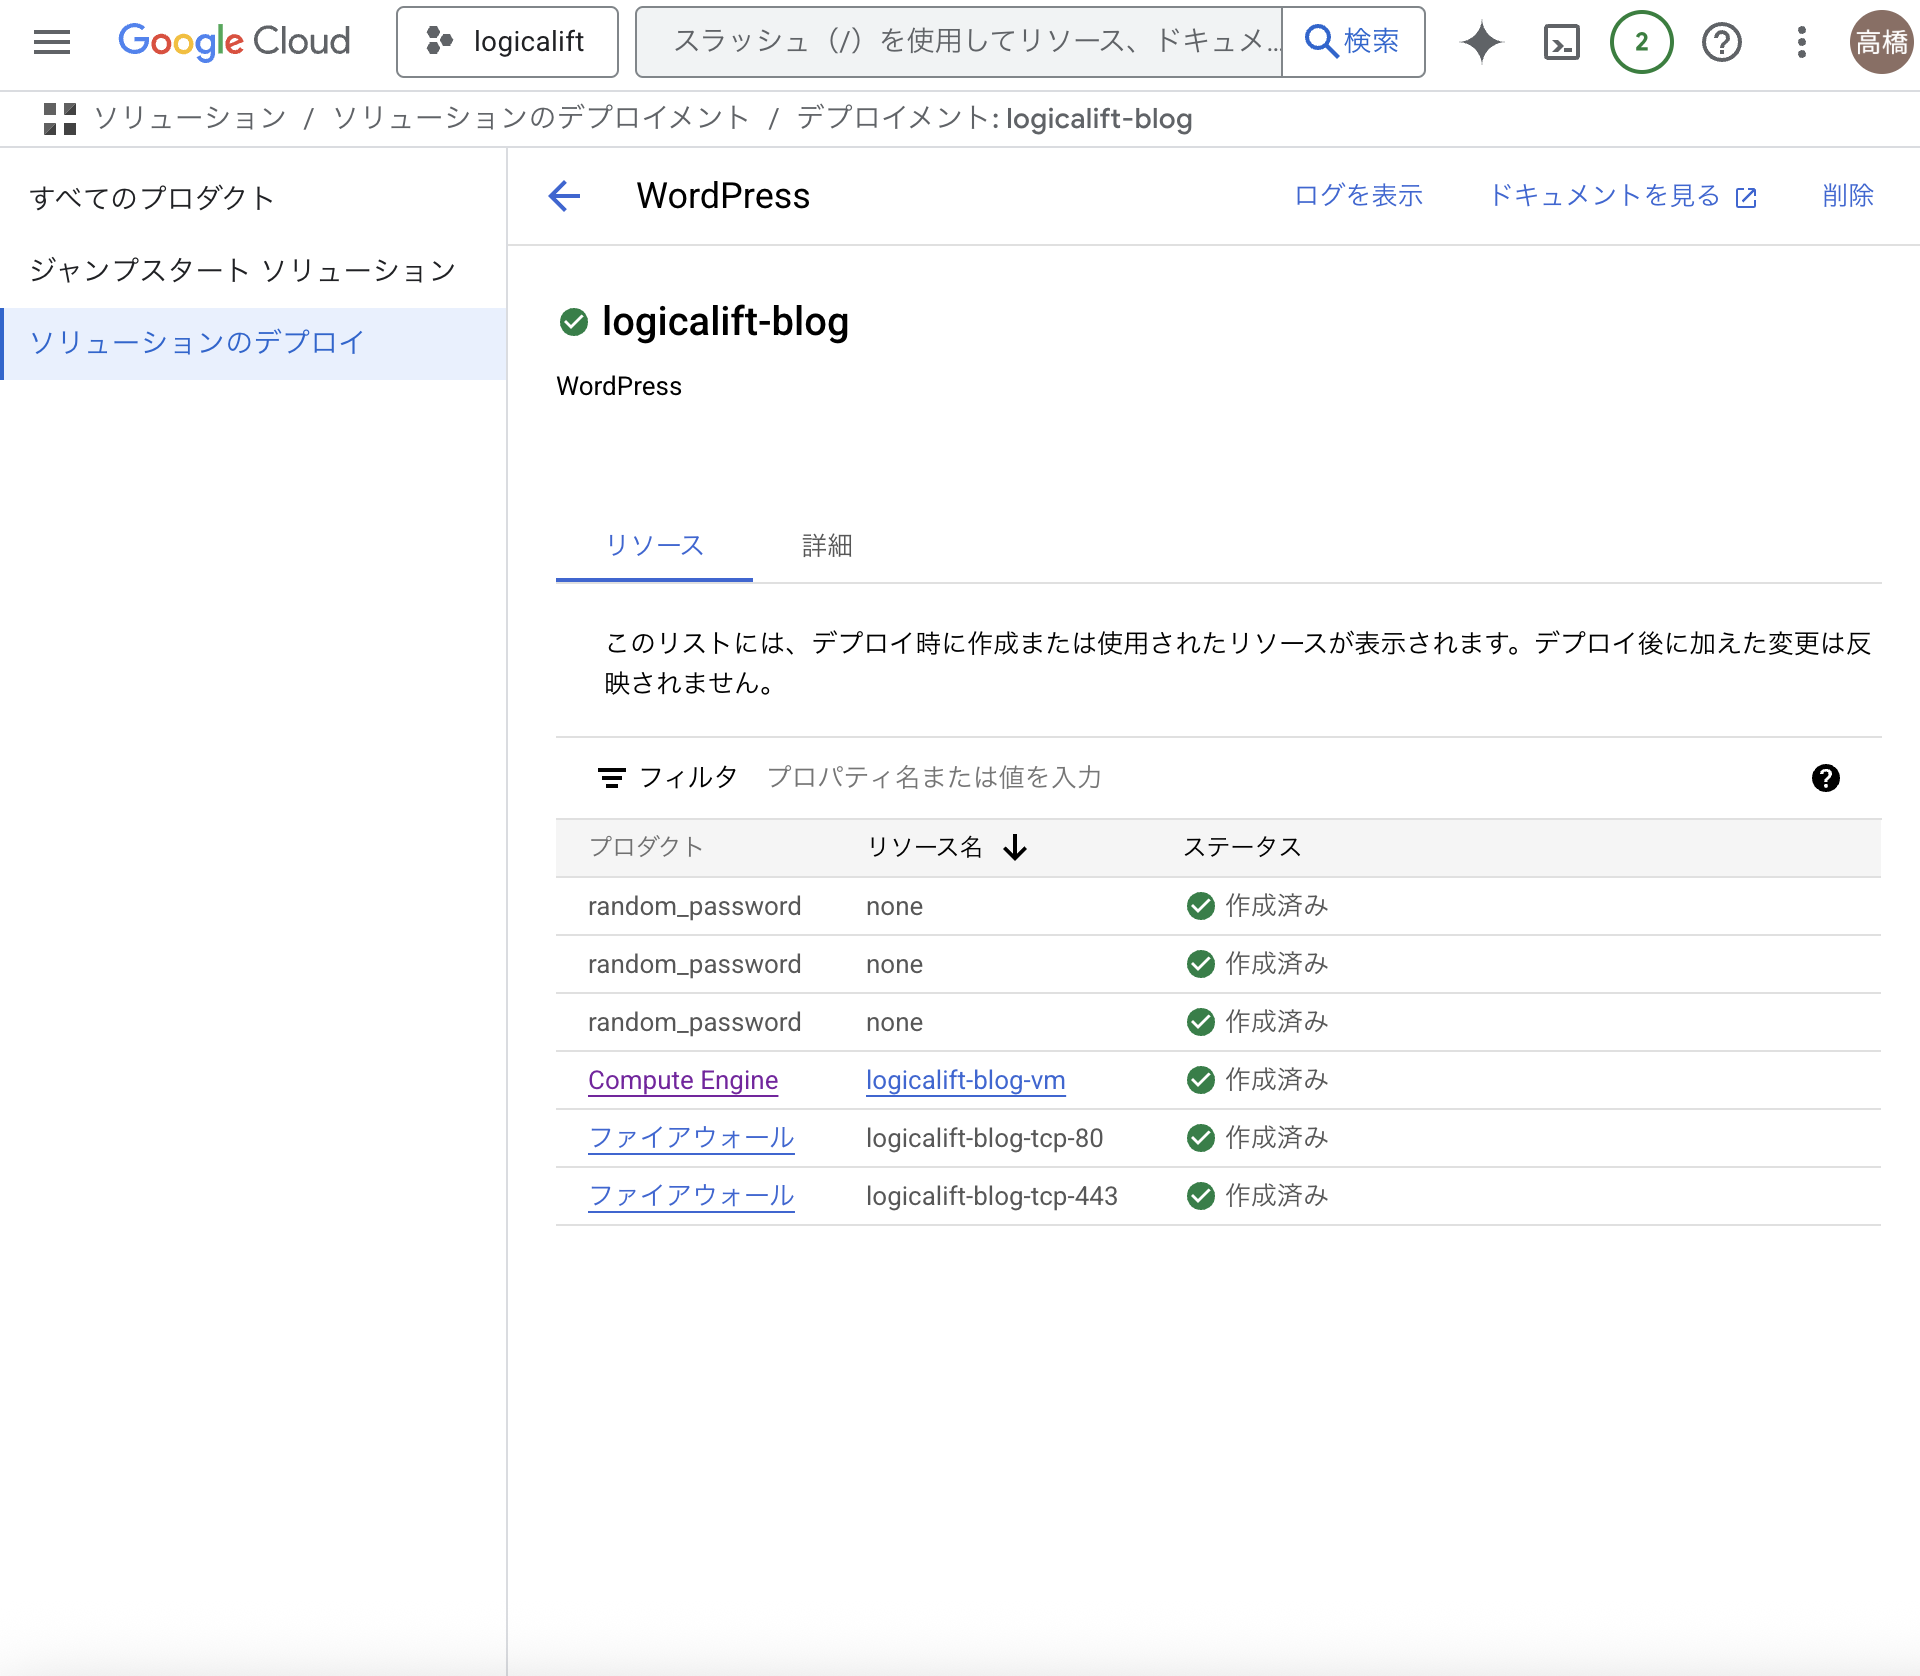 Google Cloud
logicalift
スラッシュ（/）を使用してリソース、ドキュメ...
検索
2
高橋
ソリューション / ソリューションのデプロイメント / デプロイメント: logicalift-blog
すべてのプロダクト
ジャンプスタート ソリューション
ソリューションのデプロイ
WordPress
ログを表示
ドキュメントを見る
削除
logicalift-blog
WordPress
リソース
詳細
このリストには、デプロイ時に作成または使用されたリソースが表示されます。デプロイ後に加えた変更は反
映されません。
フィルタ プロパティ名または値を入力
プロダクト リソース名 ステータス
random_password none 作成済み
random_password none 作成済み
random_password none 作成済み
Compute Engine logicalift-blog-vm 作成済み
ファイアウォール logicalift-blog-tcp-80 作成済み
ファイアウォール logicalift-blog-tcp-443 作成済み